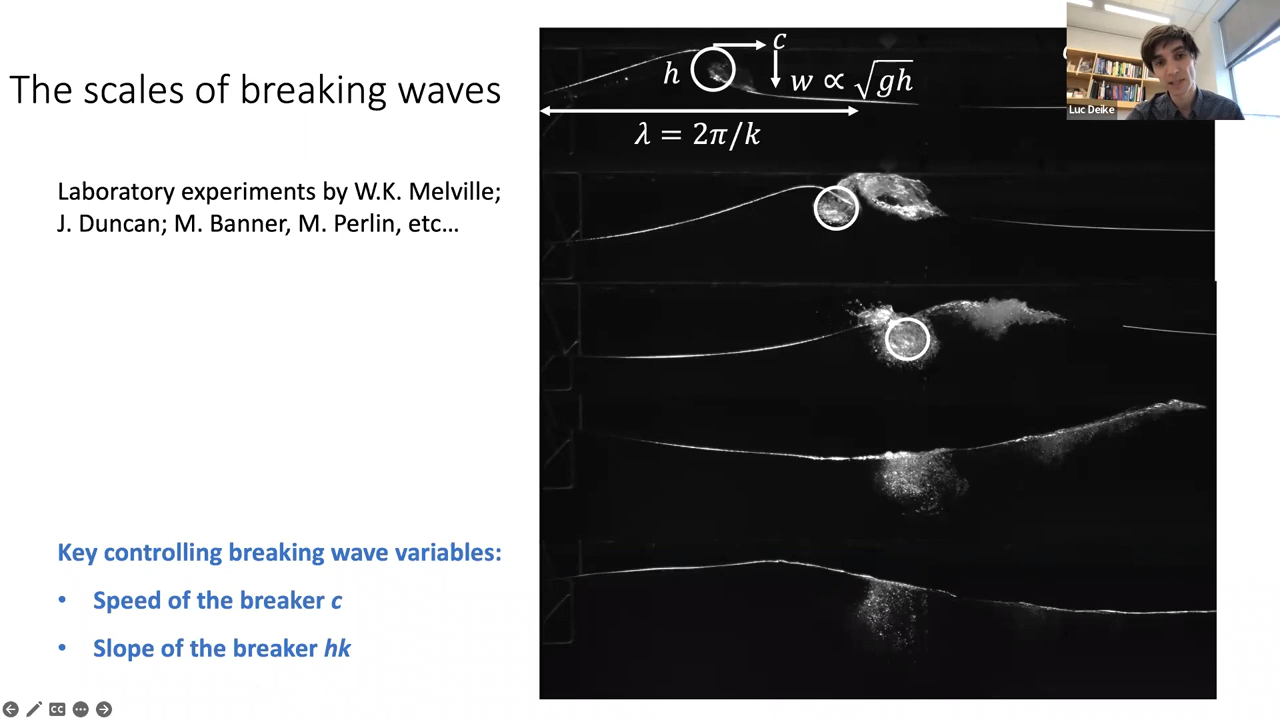 The scales of breaking waves
Laboratory experiments by W.K. Melville;
J. Duncan; M. Banner, M. Perlin, etc…
Key controlling breaking wave variables:
• Speed of the breaker c
• Slope of the breaker hk
c
h
w ∝ √gh
λ = 2π/k
Luc Deike
CC